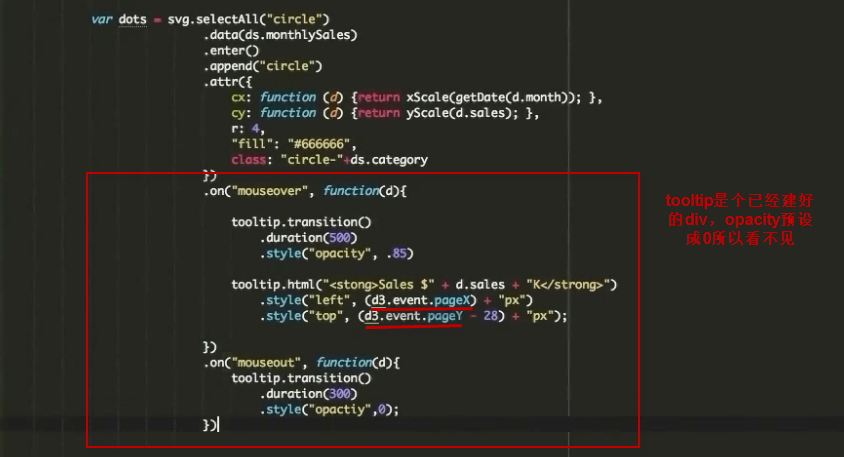 var dots = svg.selectAll("circle")
.data(ds.monthlySales)
.enter()
.append("circle")
.attr({
cx: function (d) {return xScale(getDate(d.month)); },
cy: function (d) {return yScale(d.sales); },
r: 4,
"fill": "#666666",
class: "circle-"+ds.category
})
.on("mouseover", function(d){
tooltip.transition()
.duration(500)
.style("opacity", .85)
tooltip.html("<stong>Sales $" + d.sales + "K</strong>")
.style("left", (d3.event.pageX) + "px")
.style("top", (d3.event.pageY - 28) + "px");
})
.on("mouseout", function(d){
tooltip.transition()
.duration(300)
.style("opactiy",0);
})
tooltip是个已经建好
的div，opacity预设
成0所以看不见